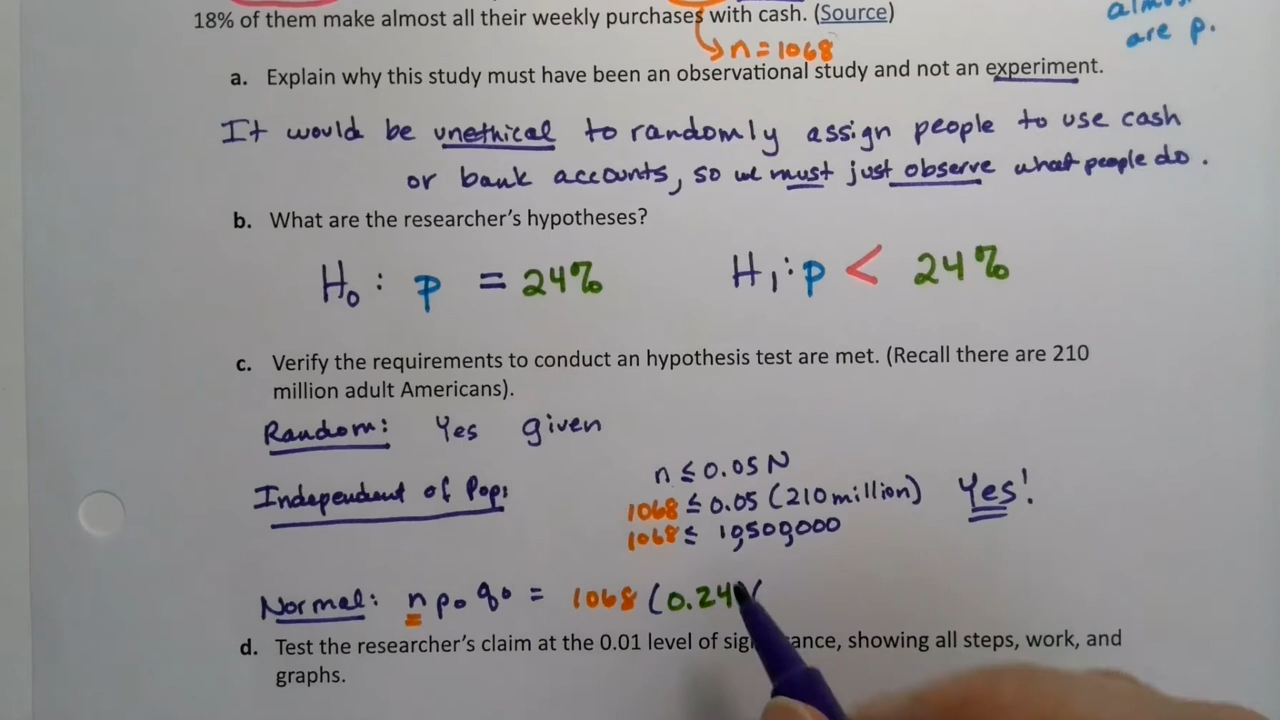 18% of them make almost all their weekly purchases with cash. (Source)
almos
are p.
n = 1068
a. Explain why this study must have been an observational study and not an experiment.
It would be unethical to randomly assign people to use cash
or bank accounts, so we must just observe what people do.
b. What are the researcher's hypotheses?
H₀: p = 24% H₁: p < 24%
c. Verify the requirements to conduct an hypothesis test are met. (Recall there are 210
million adult Americans).
Random: Yes given
n ≤ 0.05 N
Independent of Pop: 1068 ≤ 0.05 (210 million) Yes!
1068 ≤ 10,500,000
Normal: n p₀ q₀ = 1068 (0.24)(
d. Test the researcher's claim at the 0.01 level of significance, showing all steps, work, and
graphs.